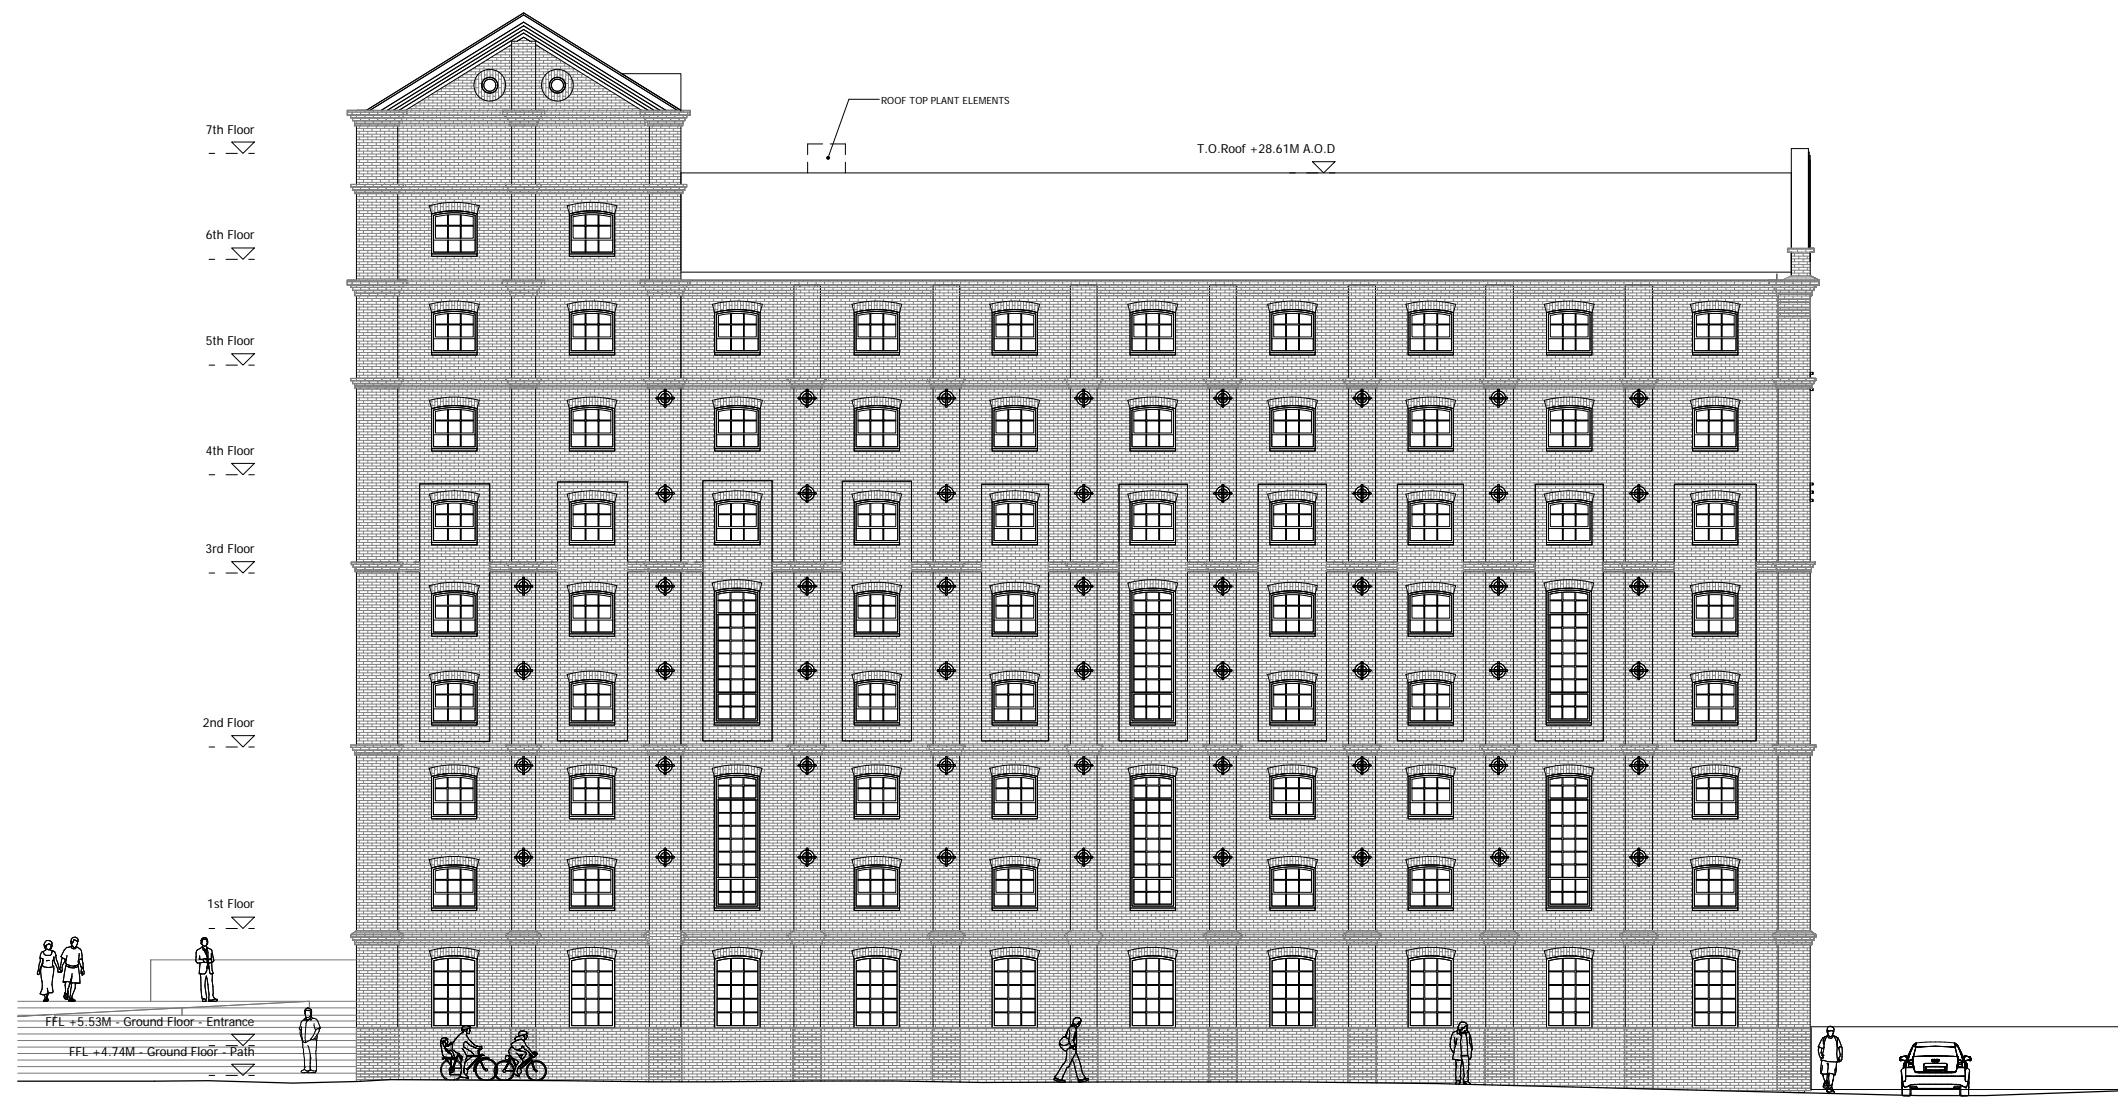 ROOF TOP PLANT ELEMENTS
7th Floor
T.O.Roof +28.61M A.O.D
6th Floor
5th Floor
4th Floor
3rd Floor
2nd Floor
1st Floor
FFL +5.53M - Ground Floor - Entrance
FFL +4.74M - Ground Floor - Path